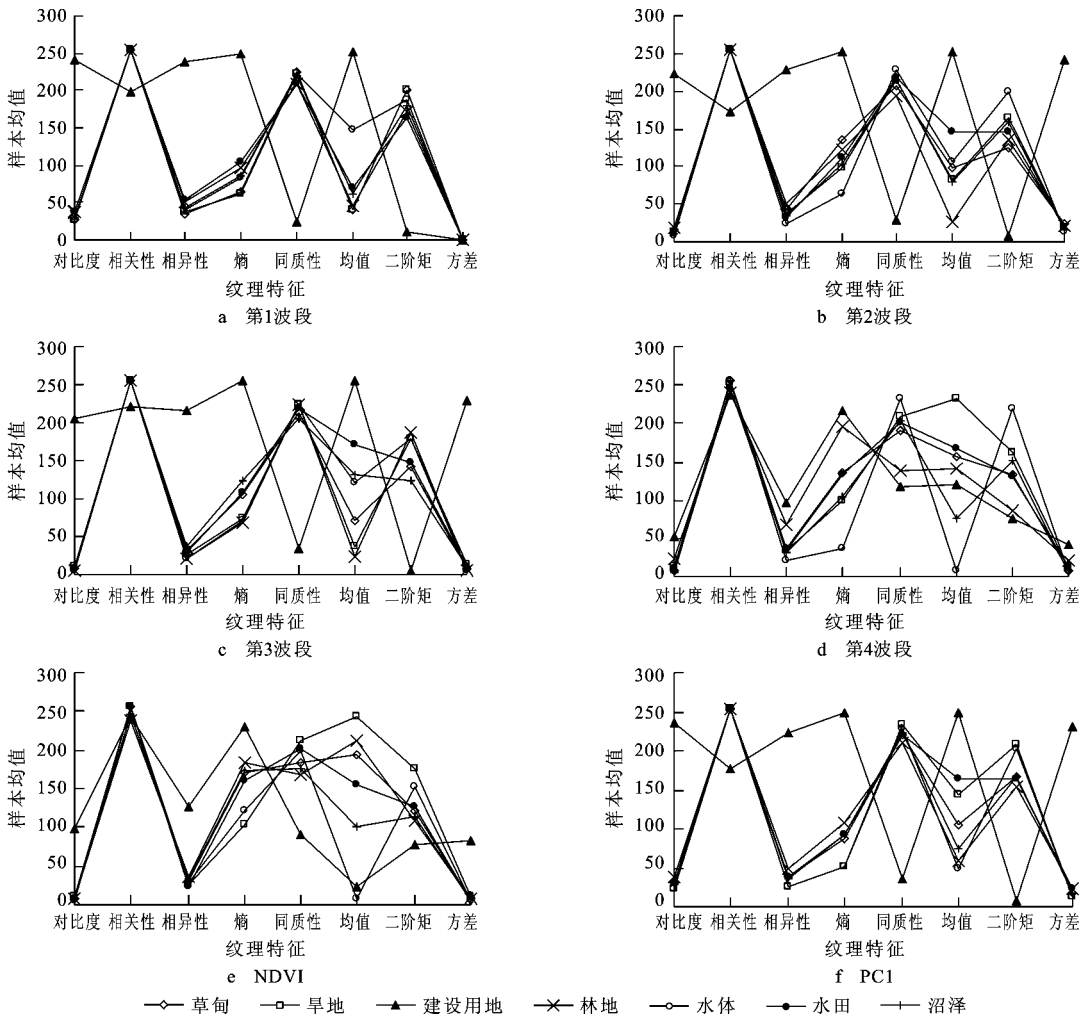 300
250
200
150
100
50
0
样本均值
对比度 相关性 相异性 熵 同质性 均值 二阶矩 方差
纹理特征
a 第1波段
300
250
200
150
100
50
0
样本均值
对比度 相关性 相异性 熵 同质性 均值 二阶矩 方差
纹理特征
b 第2波段
300
250
200
150
100
50
0
样本均值
对比度 相关性 相异性 熵 同质性 均值 二阶矩 方差
纹理特征
c 第3波段
300
250
200
150
100
50
0
样本均值
对比度 相关性 相异性 熵 同质性 均值 二阶矩 方差
纹理特征
d 第4波段
300
250
200
150
100
50
0
样本均值
对比度 相关性 相异性 熵 同质性 均值 二阶矩 方差
纹理特征
e NDVI
300
250
200
150
100
50
0
样本均值
对比度 相关性 相异性 熵 同质性 均值 二阶矩 方差
纹理特征
f PC1
草甸 旱地 建设用地 林地 水体 水田 沼泽